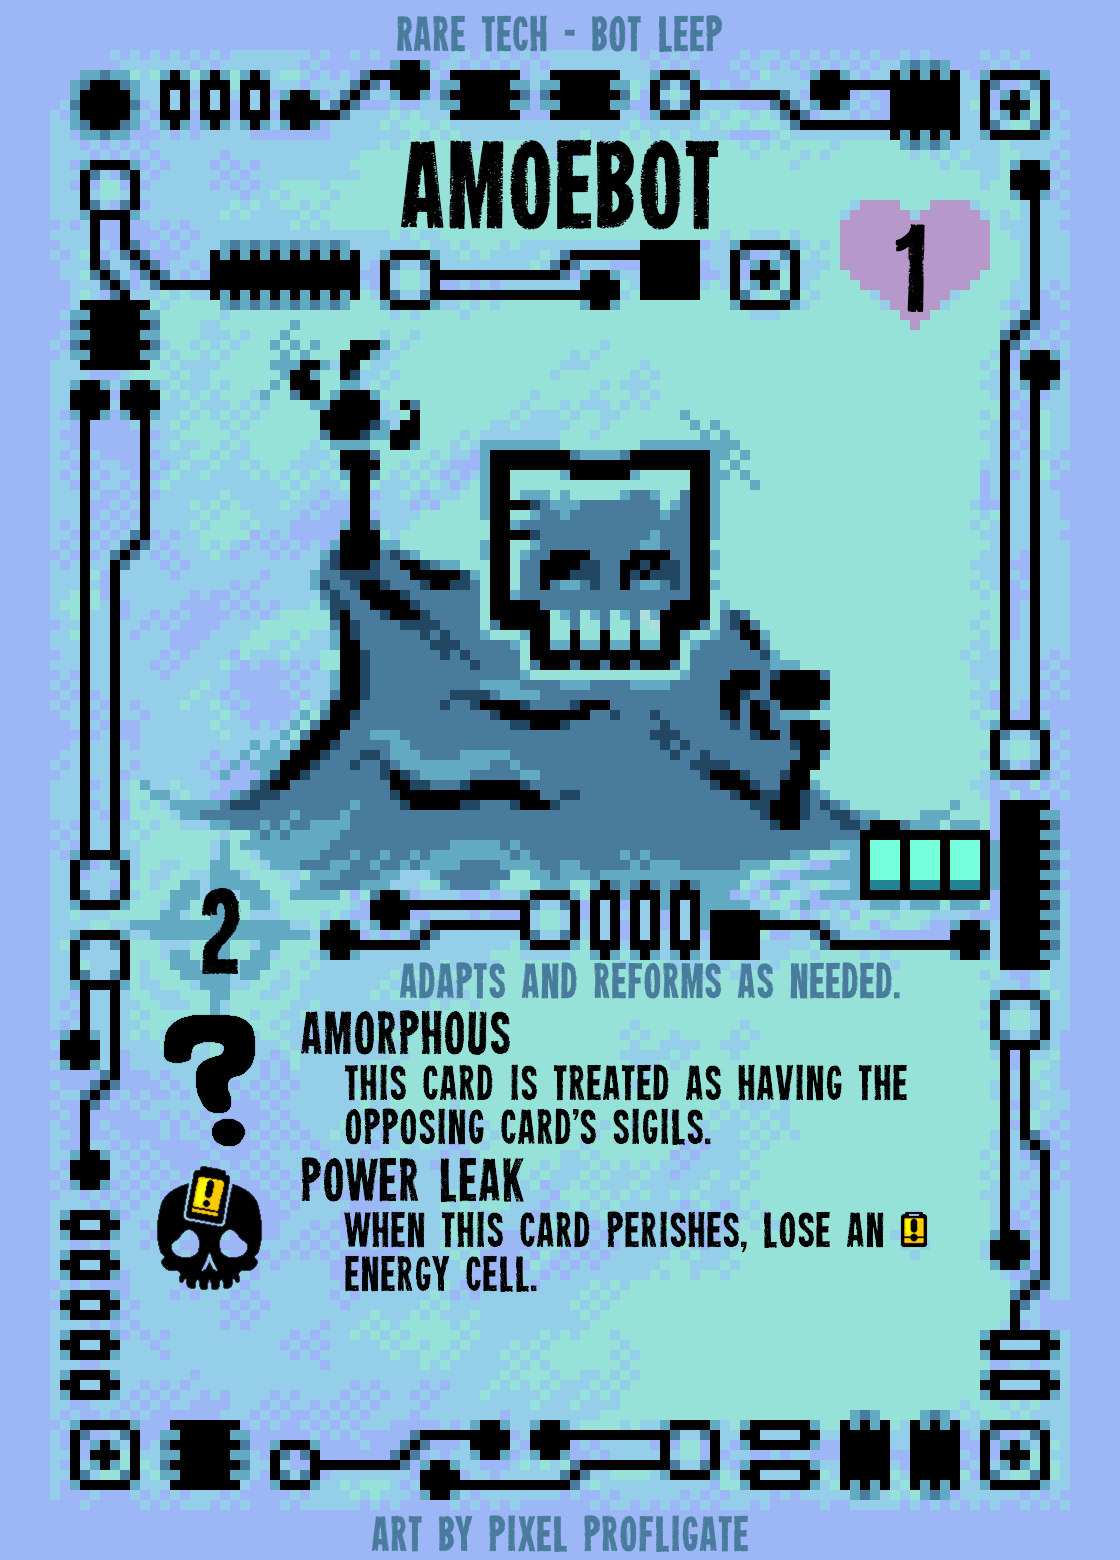 RARE TECH - BOT LEEP
AMOEBOT
1
2
ADAPTS AND REFORMS AS NEEDED.
AMORPHOUS
THIS CARD IS TREATED AS HAVING THE
OPPOSING CARD'S SIGILS.
POWER LEAK
WHEN THIS CARD PERISHES, LOSE AN
ENERGY CELL.
ART BY PIXEL PROFLIGATE